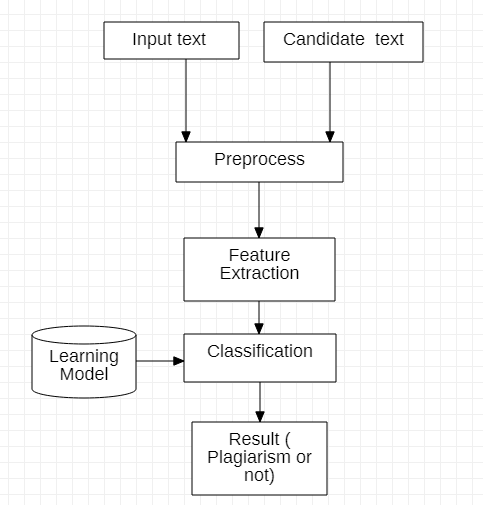 Input text
Candidate  text
Preprocess
Feature
Extraction
Classification
Learning
Model
Result (
Plagiarism or
not)